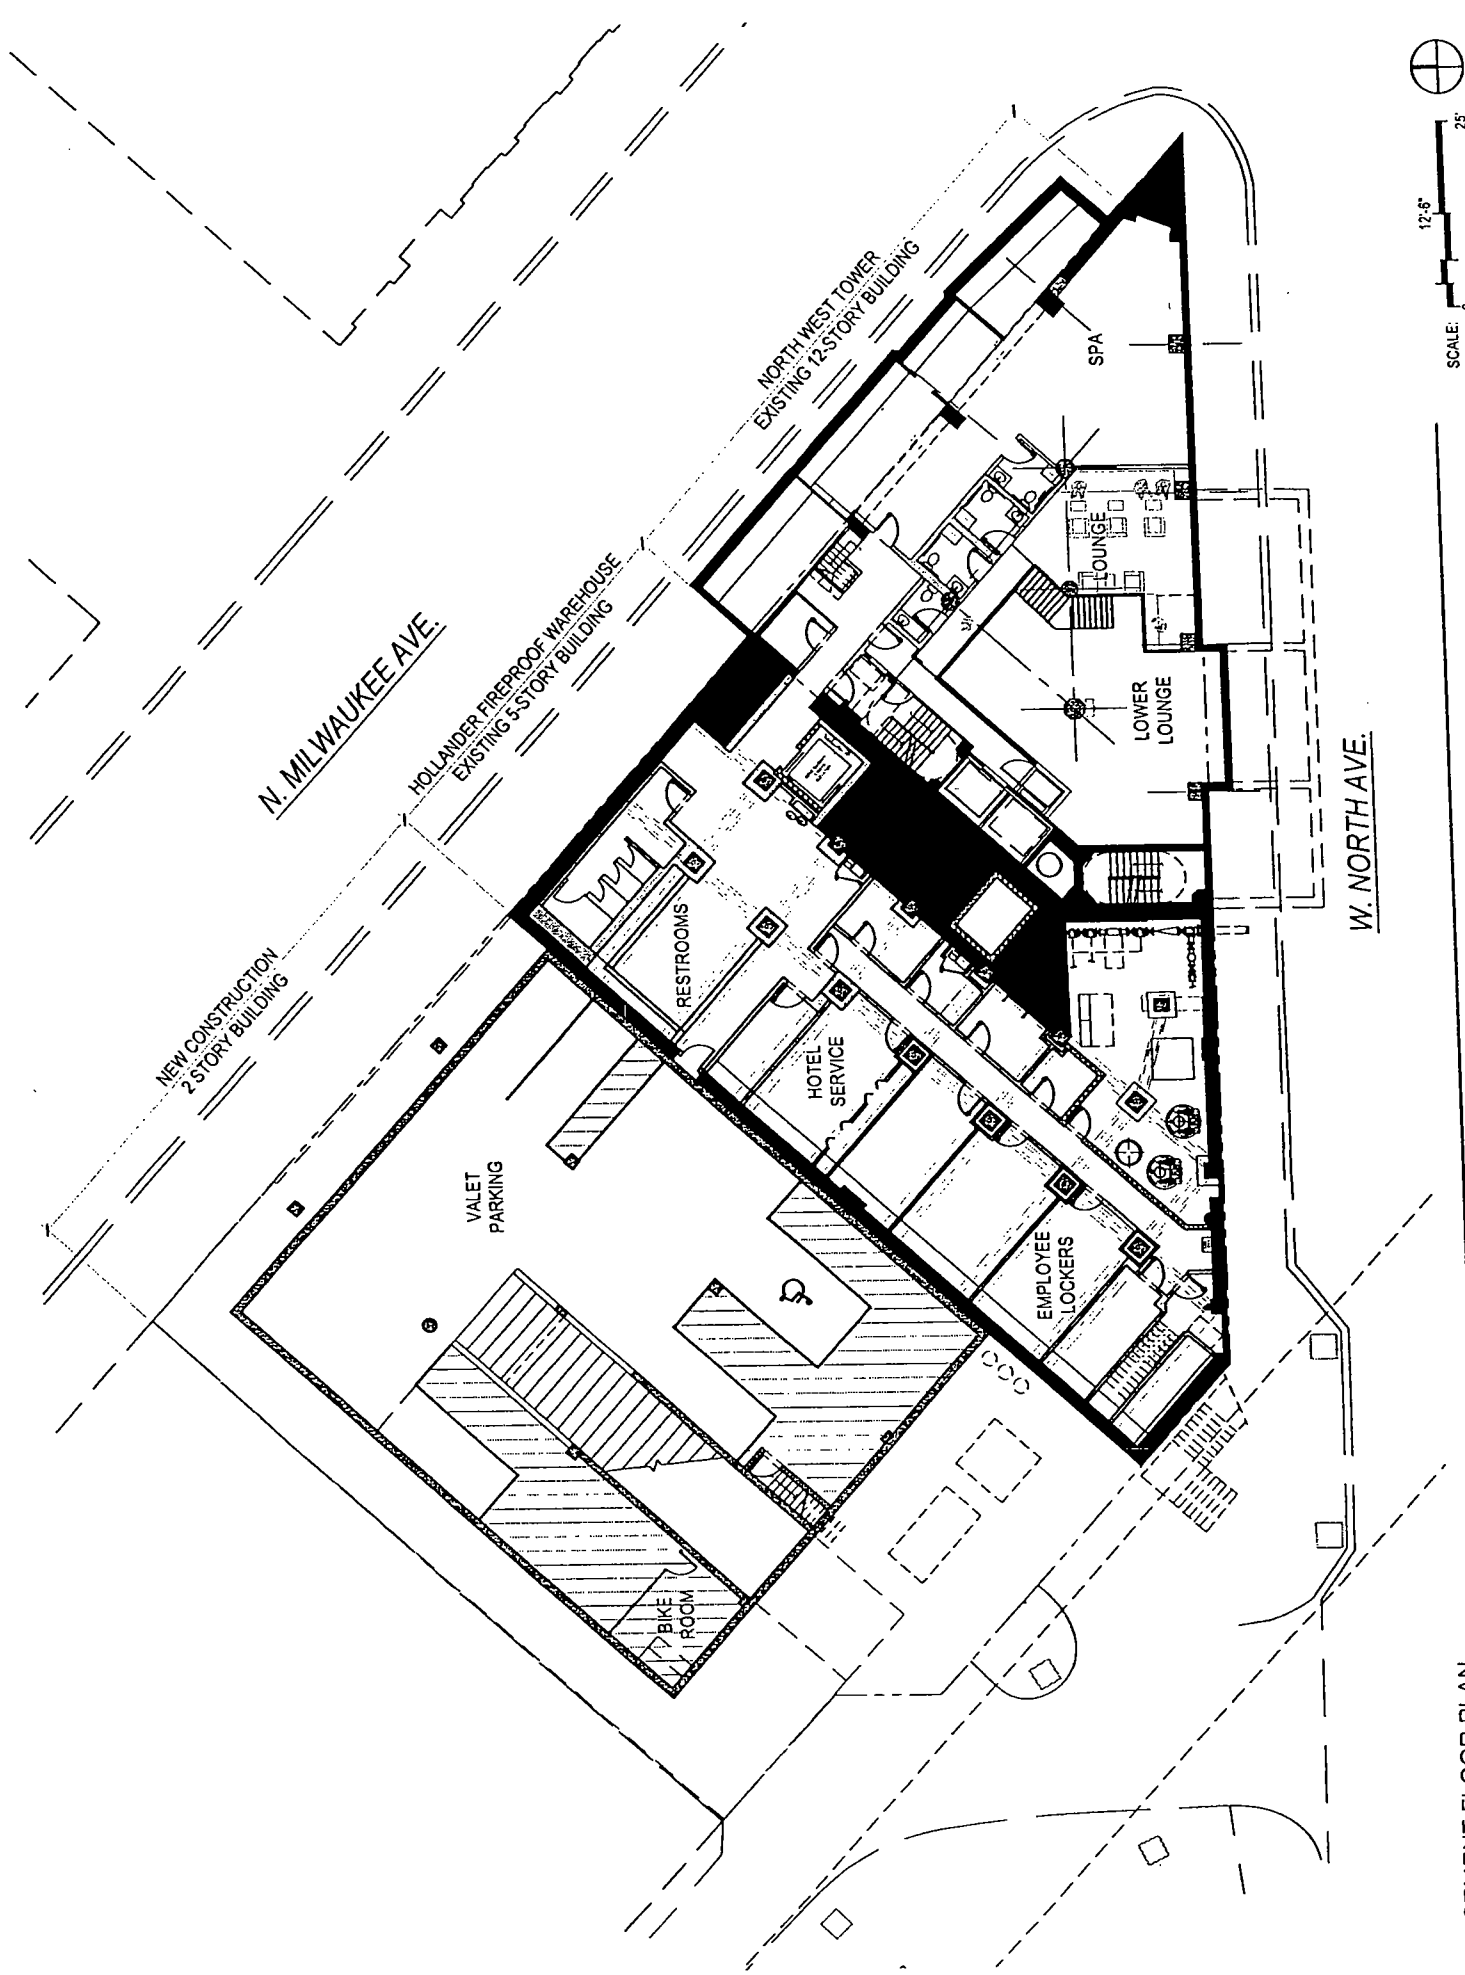 N. MILWAUKEE AVE.
NORTH WEST TOWER
EXISTING 12-STORY BUILDING
HOLLANDER FIREPROOF WAREHOUSE
EXISTING 5-STORY BUILDING
NEW CONSTRUCTION
2 STORY BUILDING
SPA
LOUNGE
LOWER
LOUNGE
RESTROOMS
HOTEL
SERVICE
EMPLOYEE
LOCKERS
VALET
PARKING
BIKE
ROOM
W. NORTH AVE.
SCALE:
12'-6"
25'
FLOOR PLAN